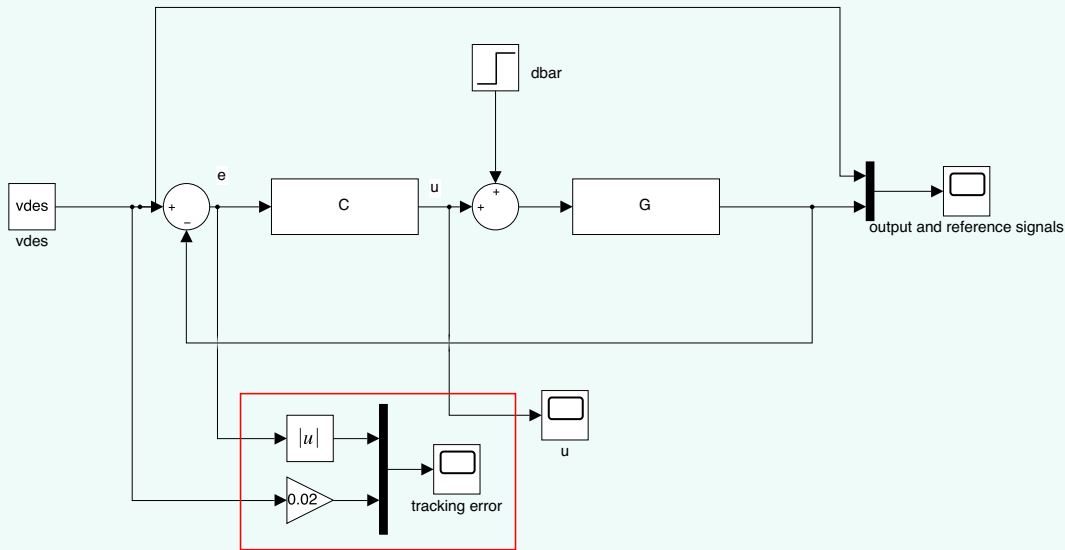 dbar
e
u
vdes
+
−
C
+
+
G
vdes
output and reference signals
|u|
0.02
tracking error
u